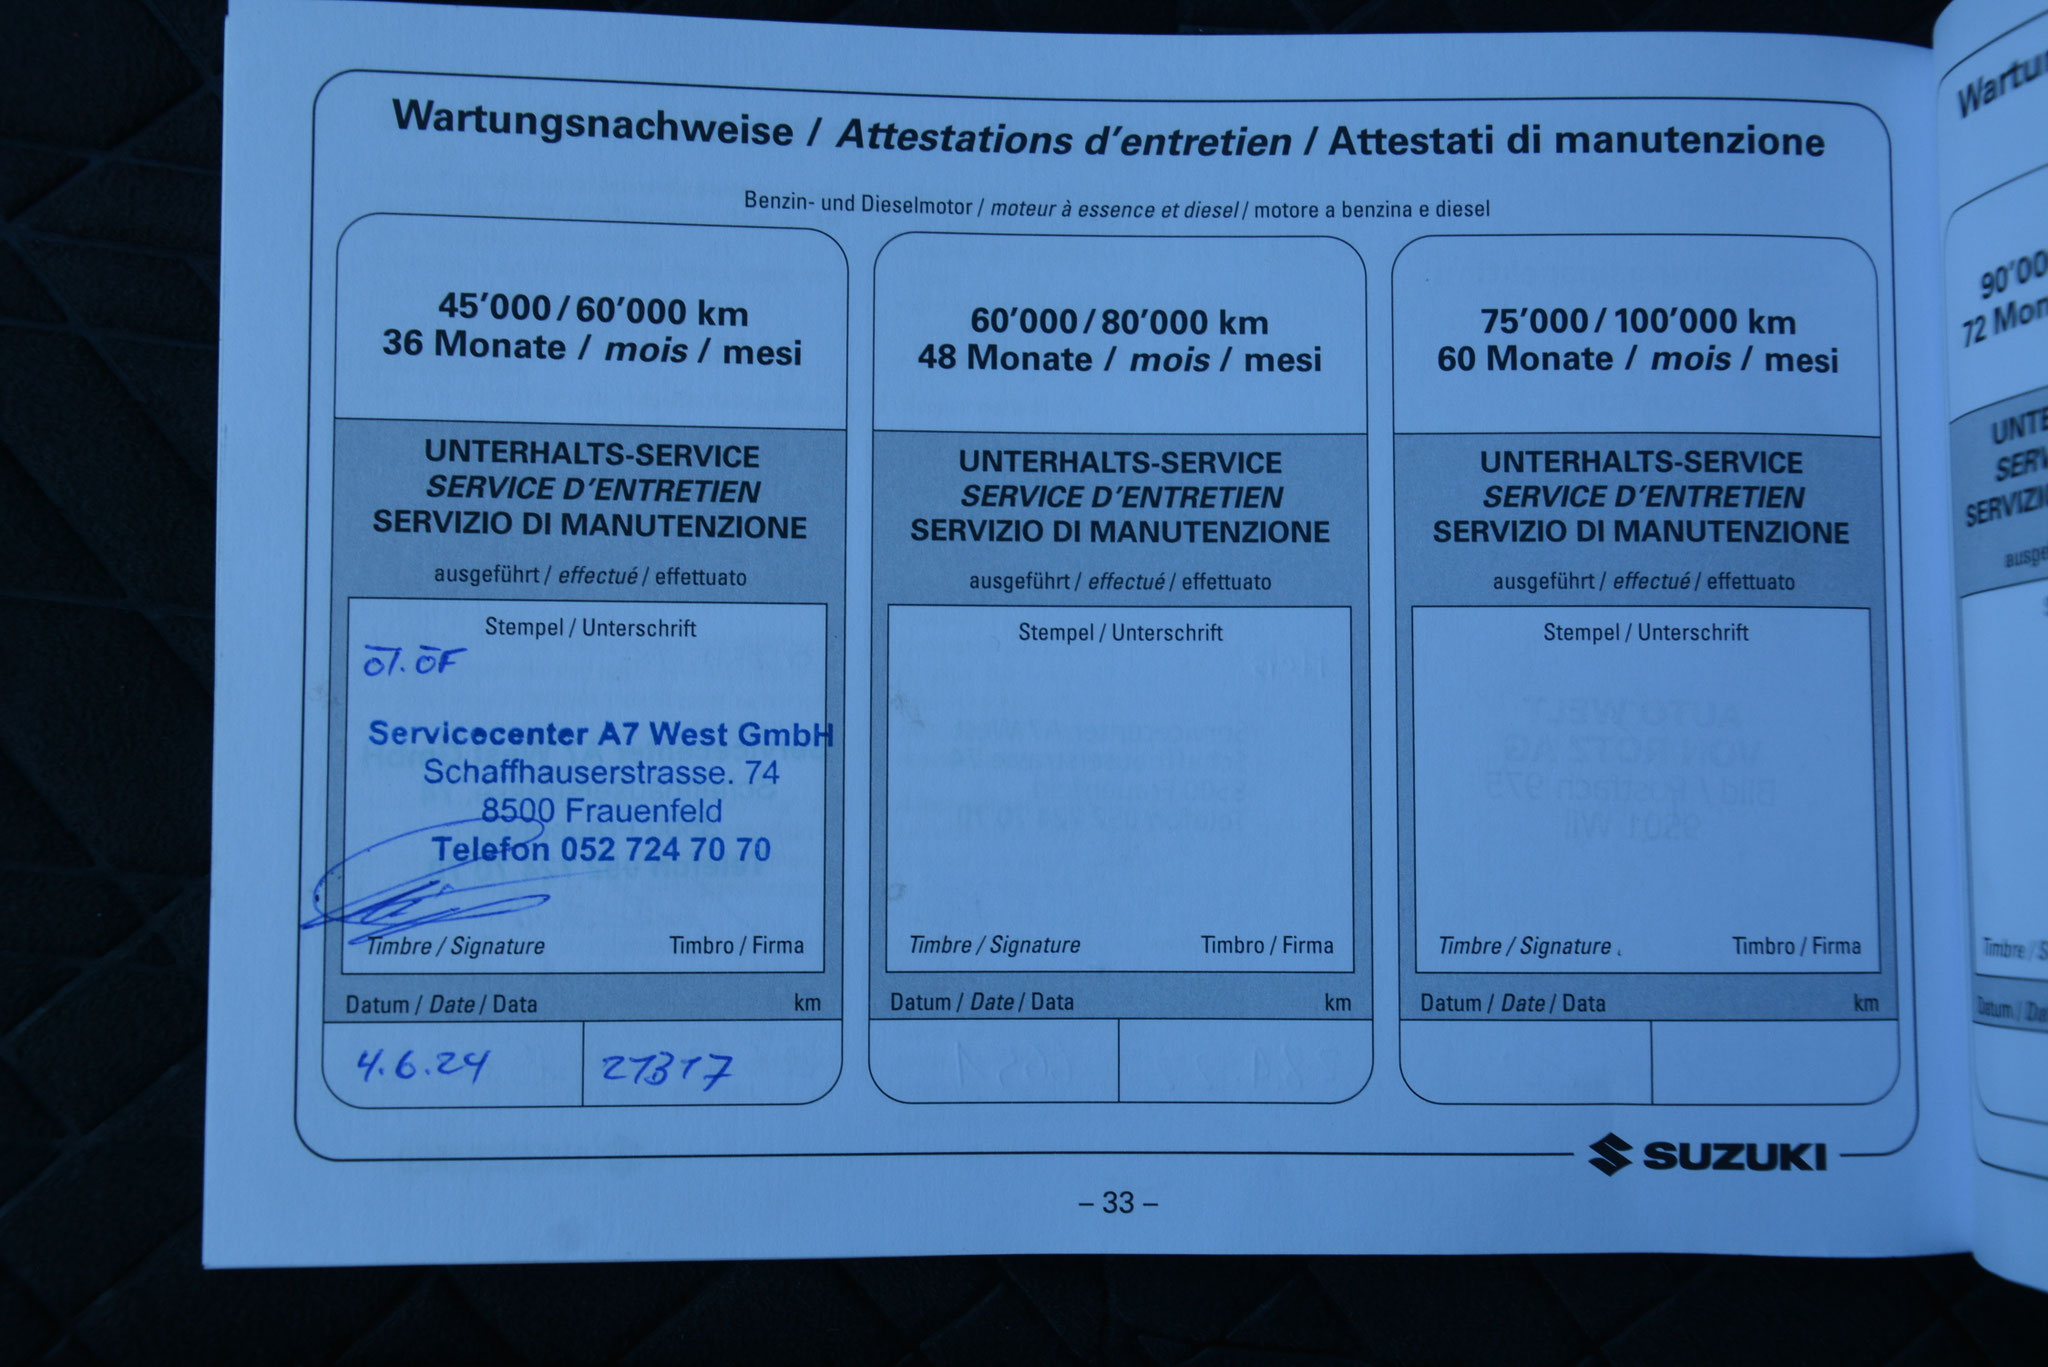 Wartungsnachweise / Attestations d'entretien / Attestati di manutenzione
Benzin- und Dieselmotor / moteur à essence et diesel / motore a benzina e diesel
45'000 / 60'000 km
36 Monate / mois / mesi
UNTERHALTS-SERVICE
SERVICE D'ENTRETIEN
SERVIZIO DI MANUTENZIONE
ausgeführt / effectué / effettuato
Stempel / Unterschrift
ÖT. ÖF
Servicecenter A7 West GmbH
Schaffhauserstrasse. 74
8500 Frauenfeld
Telefon 052 724 70 70
Timbre / Signature Timbro / Firma
Datum / Date / Data km
4.6.24 21317
60'000 / 80'000 km
48 Monate / mois / mesi
UNTERHALTS-SERVICE
SERVICE D'ENTRETIEN
SERVIZIO DI MANUTENZIONE
ausgeführt / effectué / effettuato
Stempel / Unterschrift
Timbre / Signature Timbro / Firma
Datum / Date / Data km
75'000 / 100'000 km
60 Monate / mois / mesi
UNTERHALTS-SERVICE
SERVICE D'ENTRETIEN
SERVIZIO DI MANUTENZIONE
ausgeführt / effectué / effettuato
Stempel / Unterschrift
Timbre / Signature Timbro / Firma
Datum / Date / Data km
SUZUKI
– 33 –